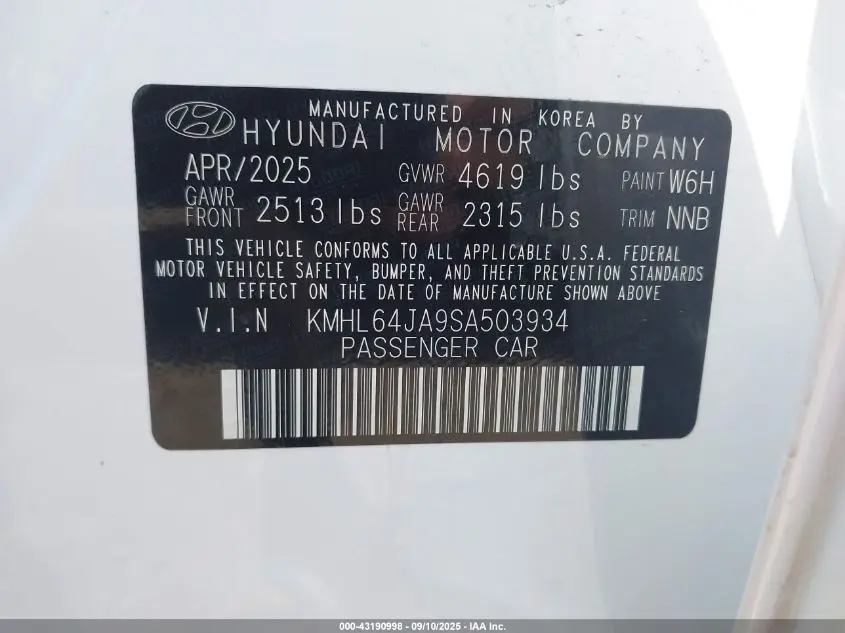 MANUFACTURED IN KOREA BY
HYUNDAI MOTOR COMPANY
APR/2025 GVWR 4619 lbs PAINT W6H
GAWR FRONT 2513 lbs GAWR REAR 2315 lbs TRIM NNB
THIS VEHICLE CONFORMS TO ALL APPLICABLE U.S.A. FEDERAL
MOTOR VEHICLE SAFETY, BUMPER, AND THEFT PREVENTION STANDARDS
IN EFFECT ON THE DATE OF MANUFACTURE SHOWN ABOVE
V.I.N KMHL64JA9SA503934
PASSENGER CAR
000-43190998 - 09/10/2025 - IAA Inc.